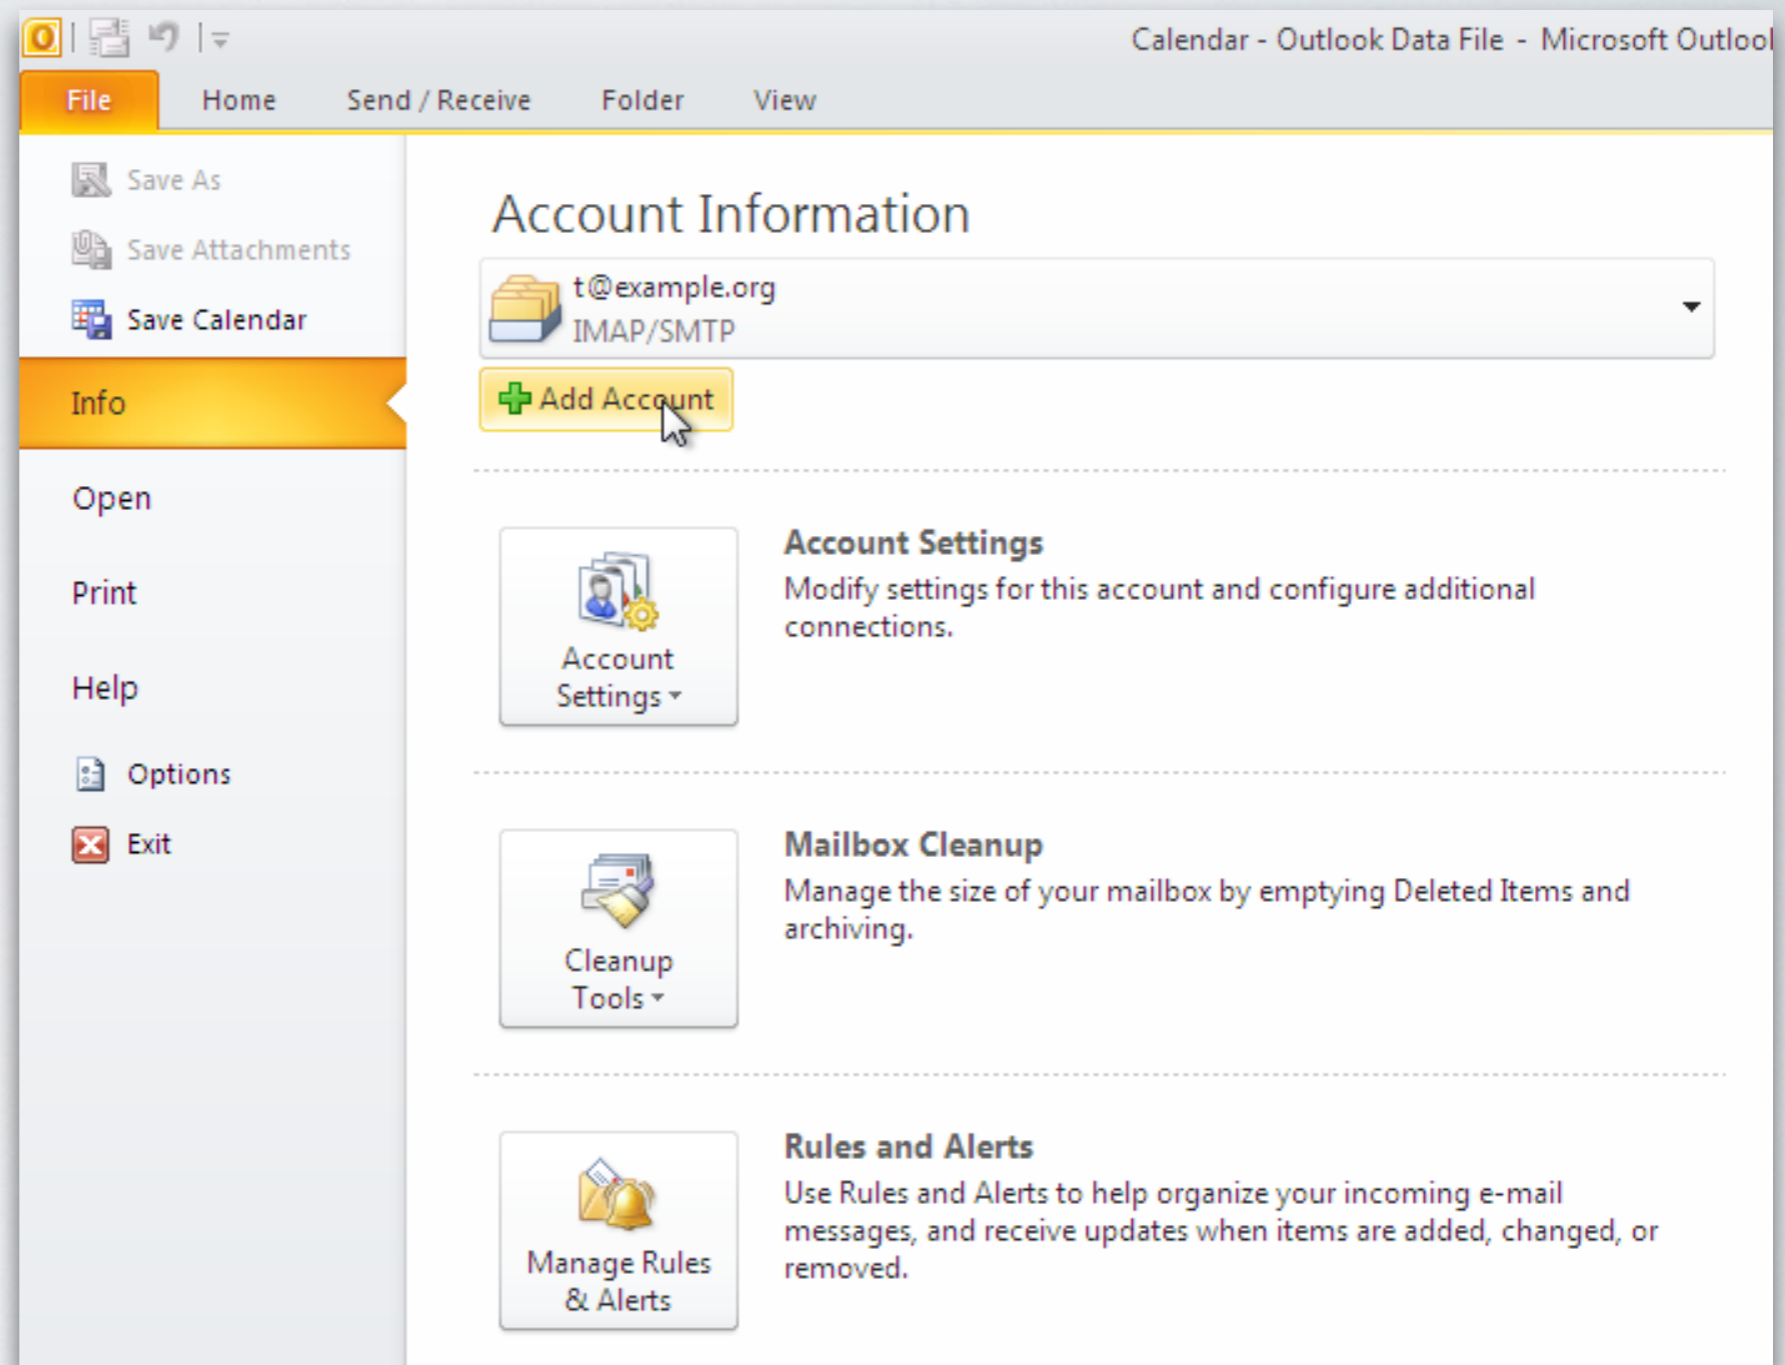 Calendar - Outlook Data File - Microsoft Outlook
File Home Send / Receive Folder View
Save As
Save Attachments
Save Calendar
Info
Open
Print
Help
Options
Exit
Account Information
t@example.org
IMAP/SMTP
Add Account
Account Settings
Account Settings
Modify settings for this account and configure additional
connections.
Cleanup
Tools
Mailbox Cleanup
Manage the size of your mailbox by emptying Deleted Items and
archiving.
Manage Rules
& Alerts
Rules and Alerts
Use Rules and Alerts to help organize your incoming e-mail
messages, and receive updates when items are added, changed, or
removed.